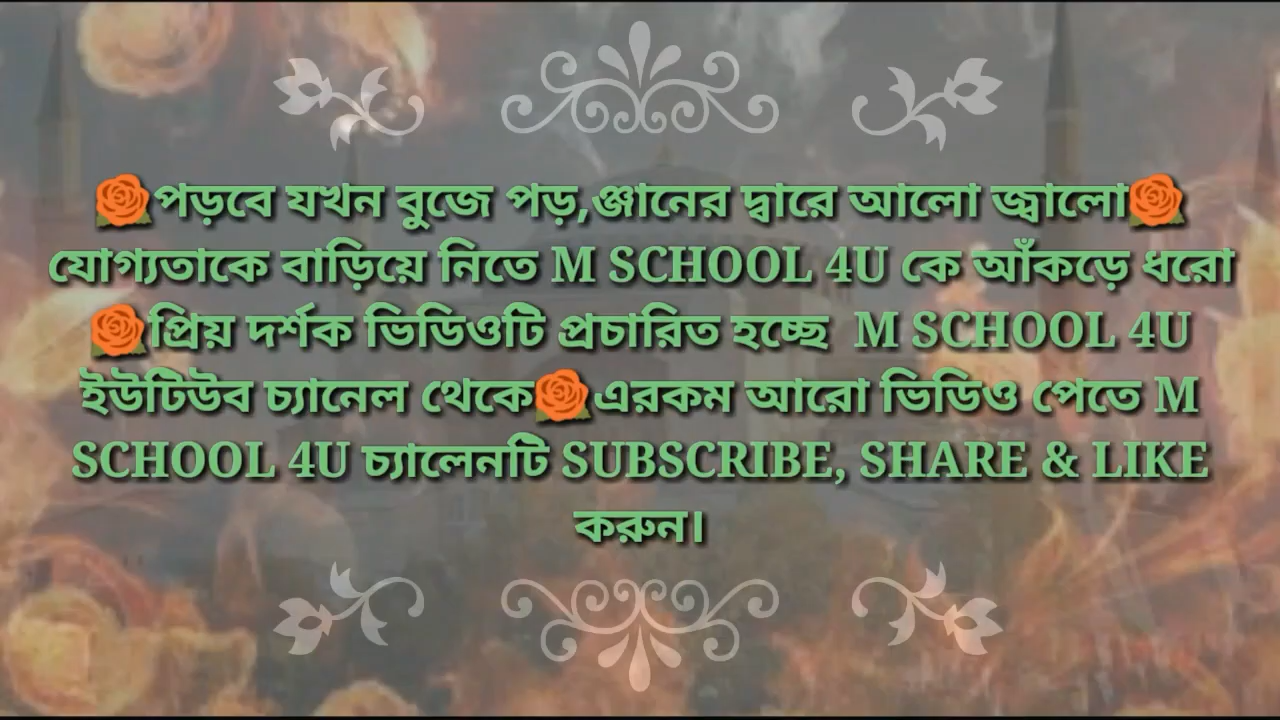 🌹পড়বে যখন বুজে পড়,ঞ্জানের দ্বারে আলো জ্বালো🌹
যোগ্যতাকে বাড়িয়ে নিতে M SCHOOL 4U কে আঁকড়ে ধরো
🌹প্রিয় দর্শক ভিডিওটি প্রচারিত হচ্ছে M SCHOOL 4U
ইউটিউব চ্যানেল থেকে🌹এরকম আরো ভিডিও পেতে M
SCHOOL 4U চ্যালেনটি SUBSCRIBE, SHARE & LIKE
করুন।